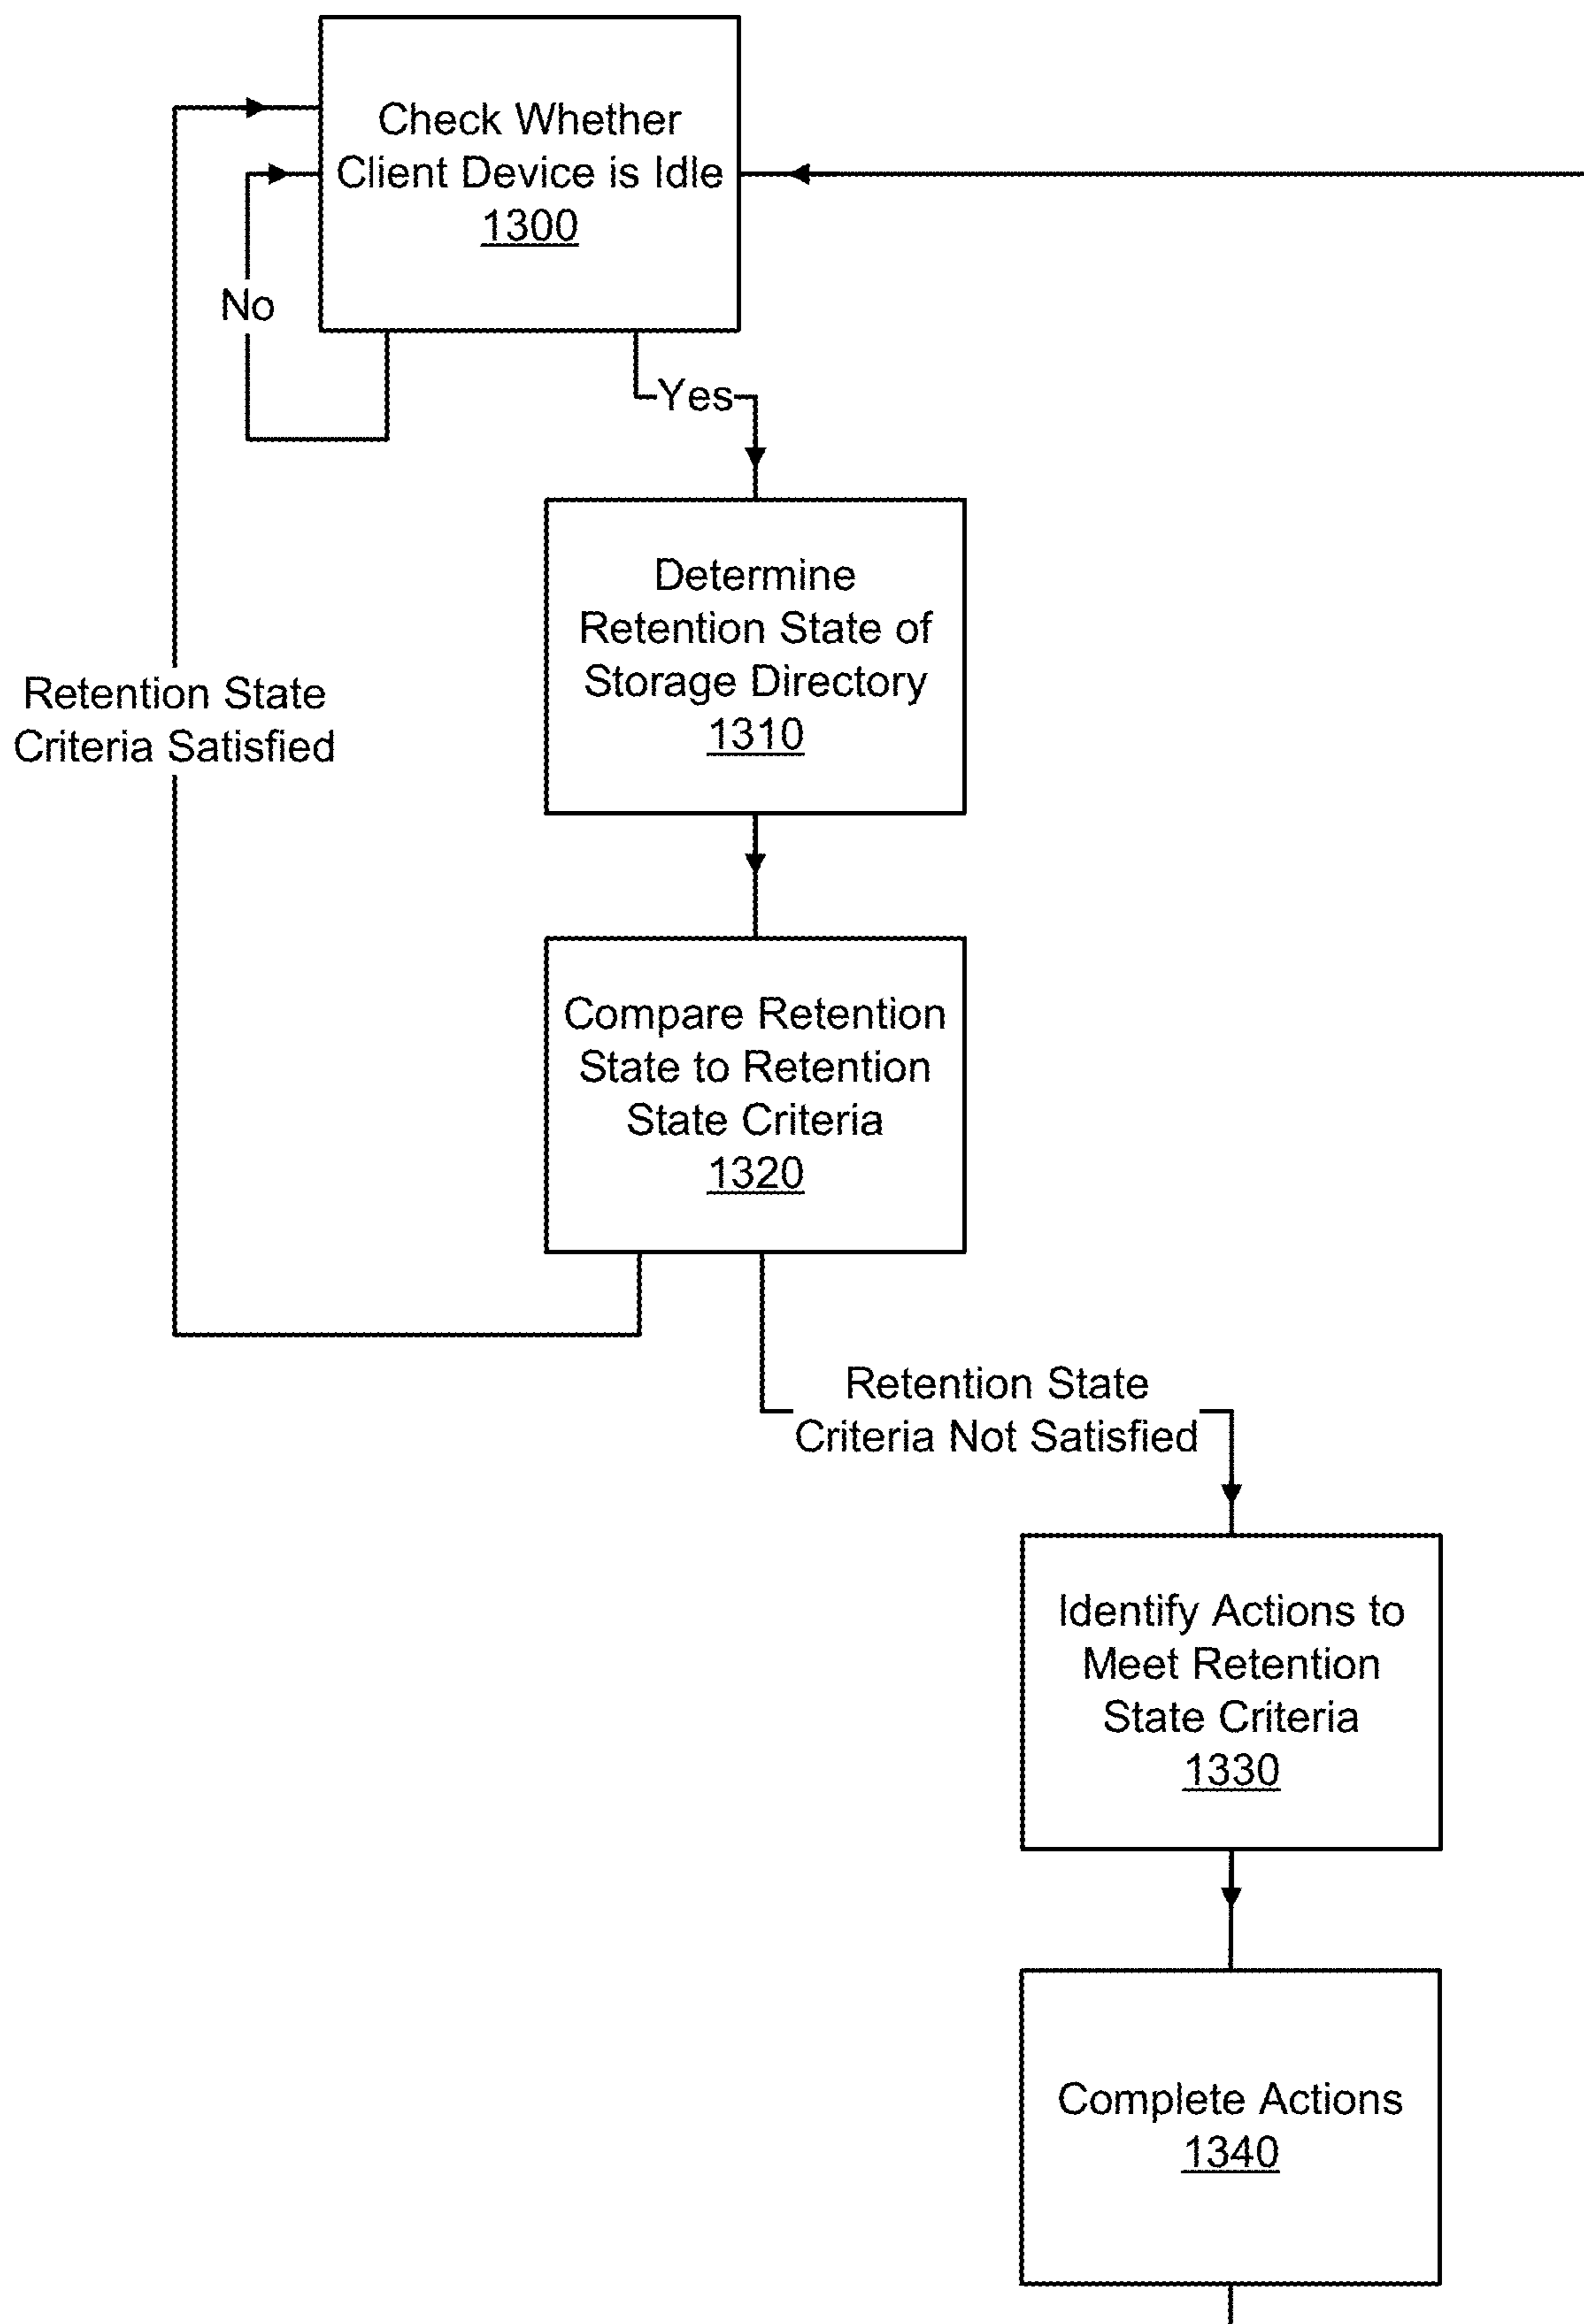 Check Whether
Client Device is Idle
1300
No
Yes
Determine
Retention State of
Storage Directory
1310
Retention State
Criteria Satisfied
Compare Retention
State to Retention
State Criteria
1320
Retention State
Criteria Not Satisfied
Identify Actions to
Meet Retention
State Criteria
1330
Complete Actions
1340